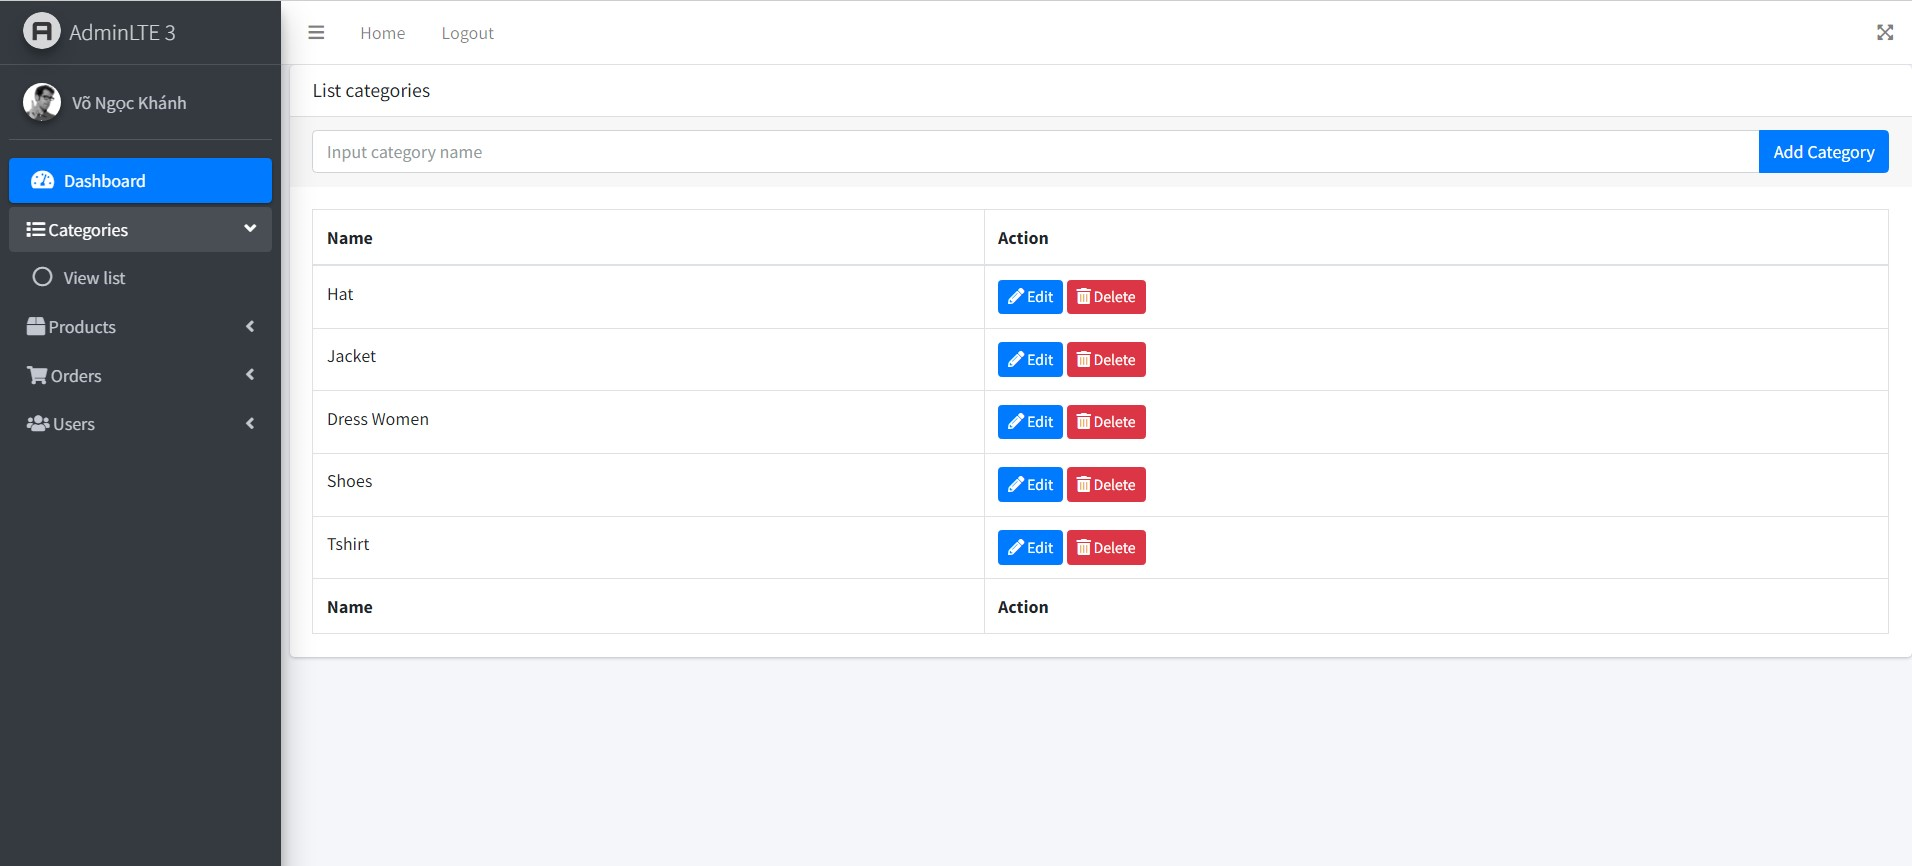 AdminLTE 3
Home
Logout
Võ Ngọc Khánh
Dashboard
Categories
View list
Products
Orders
Users
List categories
Input category name
Add Category
Name Action
Hat Edit Delete
Jacket Edit Delete
Dress Women Edit Delete
Shoes Edit Delete
Tshirt Edit Delete
Name Action